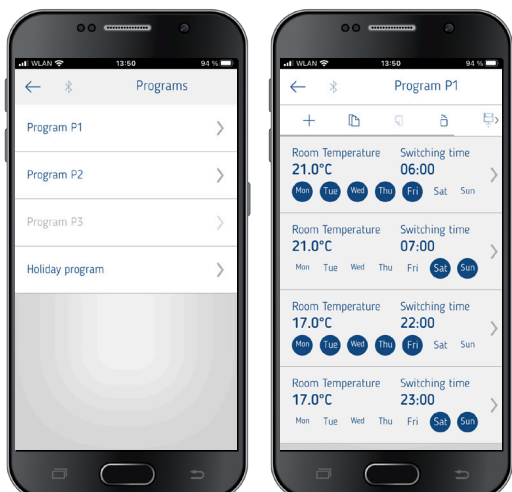 WLAN 13:50 94 %
Programs
Program P1
Program P2
Program P3
Holiday program
WLAN 13:50 94 %
Program P1
Room Temperature Switching time
21.0°C 06:00
Mon Tue Wed Thu Fri Sat Sun
Room Temperature Switching time
21.0°C 07:00
Mon Tue Wed Thu Fri Sat Sun
Room Temperature Switching time
17.0°C 22:00
Mon Tue Wed Thu Fri Sat Sun
Room Temperature Switching time
17.0°C 23:00
Mon Tue Wed Thu Fri Sat Sun